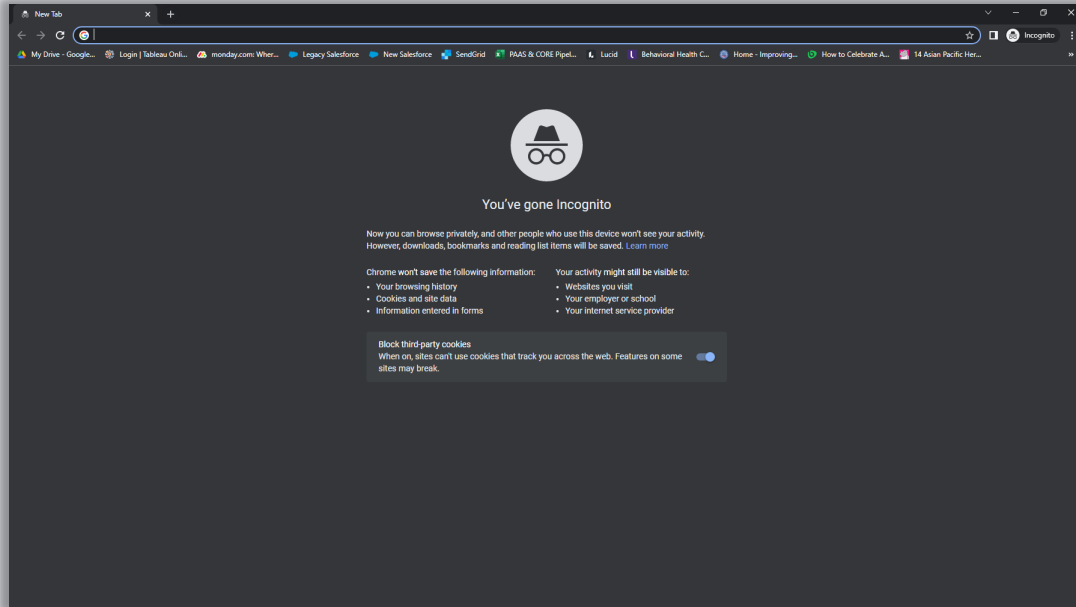 New Tab
Incognito
My Drive - Google... Login | Tableau Onli... monday.com: Wher... Legacy Salesforce New Salesforce SendGrid PAAS & CORE Pipel... Lucid Behavioral Health C... Home - Improving... How to Celebrate A... 14 Asian Pacific Her...
You've gone Incognito
Now you can browse privately, and other people who use this device won't see your activity.
However, downloads, bookmarks and reading list items will be saved. Learn more
Chrome won't save the following information:
• Your browsing history
• Cookies and site data
• Information entered in forms
Your activity might still be visible to:
• Websites you visit
• Your employer or school
• Your internet service provider
Block third-party cookies
When on, sites can't use cookies that track you across the web. Features on some
sites may break.